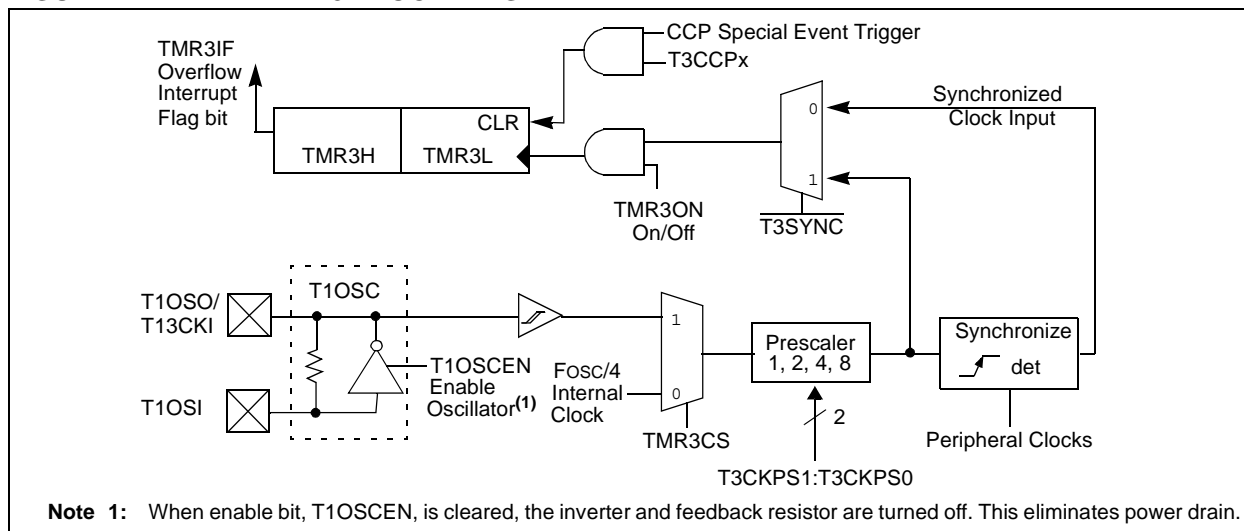 TMR3IF
Overflow
Interrupt
Flag bit
CCP Special Event Trigger
T3CCPx
CLR
TMR3H
TMR3L
TMR3ON
On/Off
0
1
T3SYNC
Synchronized
Clock Input
T1OSO/
T13CKI
T1OSI
T1OSC
T1OSCEN
Enable
Oscillator(1)
FOSC/4
Internal
Clock
1
0
TMR3CS
Prescaler
1, 2, 4, 8
2
T3CKPS1:T3CKPS0
Synchronize
det
Peripheral Clocks
Note 1: When enable bit, T1OSCEN, is cleared, the inverter and feedback resistor are turned off. This eliminates power drain.